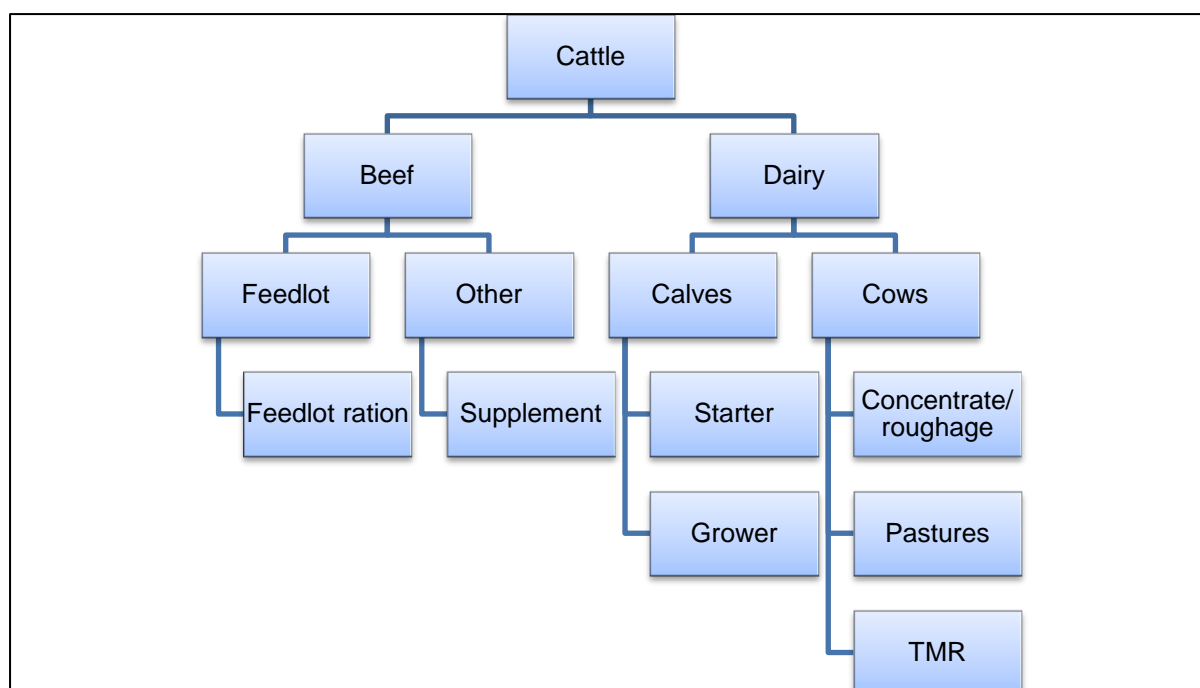 Cattle
Beef
Dairy
Feedlot
Other
Calves
Cows
Feedlot ration
Supplement
Starter
Concentrate/
roughage
Grower
Pastures
TMR